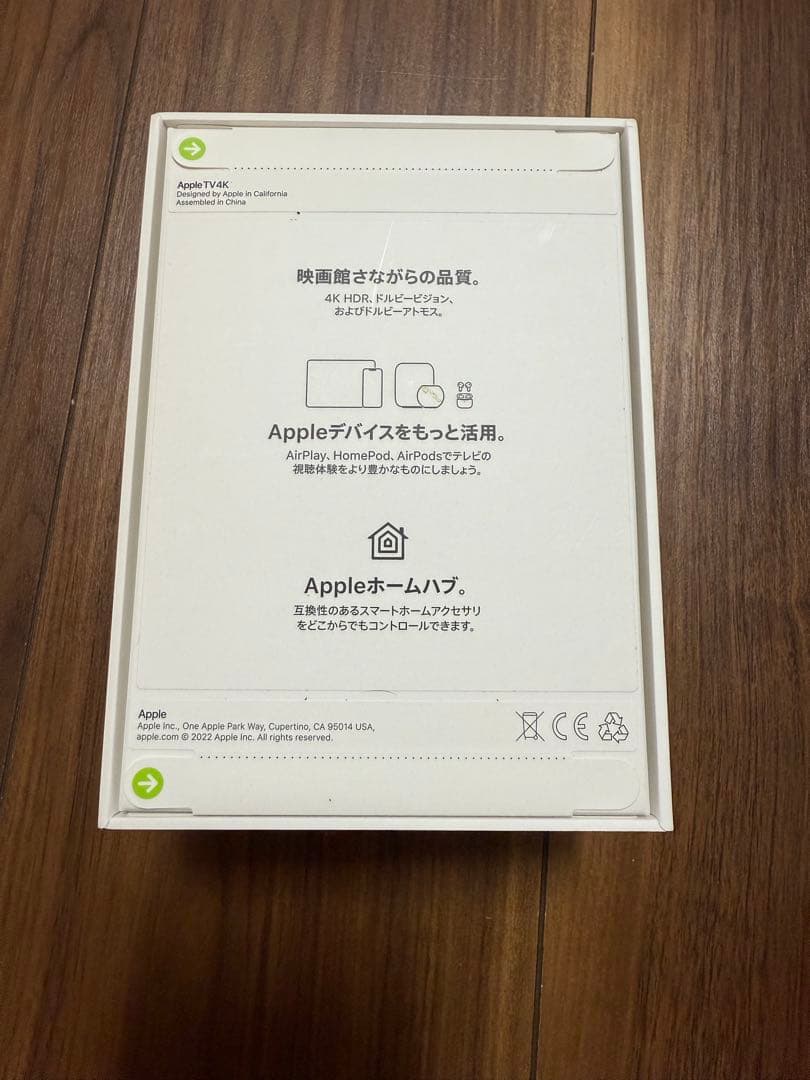 Apple TV 4K
Designed by Apple in California
Assembled in China
映画館さながらの品質。
4K HDR、ドルビービジョン、
およびドルビーアトモス。
Appleデバイスをもっと活用。
AirPlay、HomePod、AirPodsでテレビの
視聴体験をより豊かなものにしましょう。
Appleホームハブ。
互換性のあるスマートホームアクセサリ
をどこからでもコントロールできます。
Apple
Apple Inc., One Apple Park Way, Cupertino, CA 95014 USA,
apple.com © 2022 Apple Inc. All rights reserved.
CE